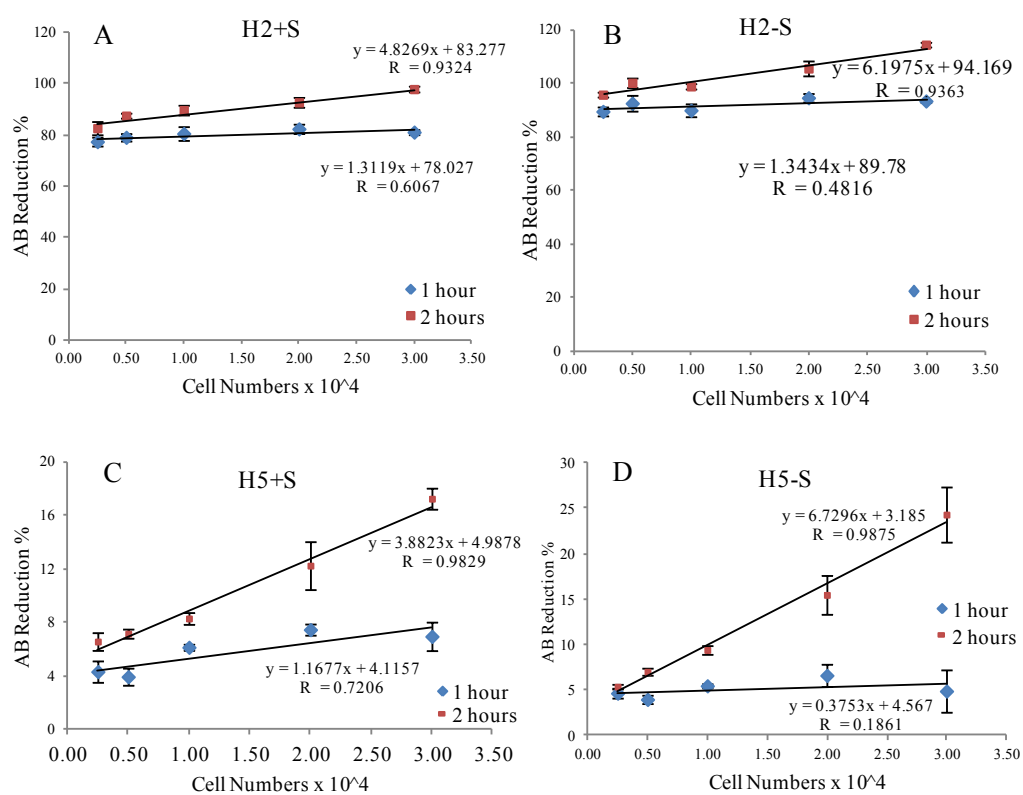 A
H2+S
120
100
80
60
40
20
0
AB Reduction %
y = 4.8269x + 83.277
R = 0.9324
y = 1.3119x + 78.027
R = 0.6067
1 hour
2 hours
0.00 0.50 1.00 1.50 2.00 2.50 3.00 3.50
Cell Numbers x 10^4
B
H2-S
120
100
80
60
40
20
0
AB Reduction %
y = 6.1975x + 94.169
R = 0.9363
y = 1.3434x + 89.78
R = 0.4816
1 hour
2 hours
0.00 0.50 1.00 1.50 2.00 2.50 3.00 3.50
Cell Numbers x 10^4
C
H5+S
20
16
12
8
4
0
AB Reduction %
y = 3.8823x + 4.9878
R = 0.9829
y = 1.1677x + 4.1157
R = 0.7206
1 hour
2 hours
0.00 0.50 1.00 1.50 2.00 2.50 3.00 3.50
Cell Numbers x 10^4
D
H5-S
30
25
20
15
10
5
0
AB Reduction %
y = 6.7296x + 3.185
R = 0.9875
1 hour
2 hours
y = 0.3753x + 4.567
R = 0.1861
0.00 0.50 1.00 1.50 2.00 2.50 3.00 3.50
Cell Numbers x 10^4